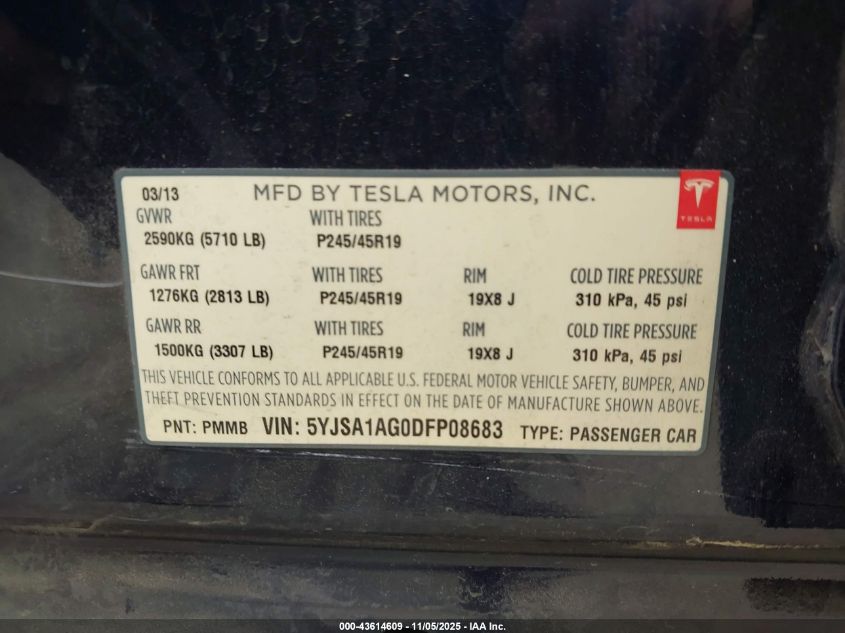 03/13 MFD BY TESLA MOTORS, INC.
TESLA
GVWR WITH TIRES
2590KG (5710 LB) P245/45R19
GAWR FRT WITH TIRES RIM COLD TIRE PRESSURE
1276KG (2813 LB) P245/45R19 19X8 J 310 kPa, 45 psi
GAWR RR WITH TIRES RIM COLD TIRE PRESSURE
1500KG (3307 LB) P245/45R19 19X8 J 310 kPa, 45 psi
THIS VEHICLE CONFORMS TO ALL APPLICABLE U.S. FEDERAL MOTOR VEHICLE SAFETY, BUMPER, AND
THEFT PREVENTION STANDARDS IN EFFECT ON THE DATE OF MANUFACTURE SHOWN ABOVE.
PNT: PMMB VIN: 5YJSA1AG0DFP08683 TYPE: PASSENGER CAR
000-43614609 - 11/05/2025 - IAA Inc.